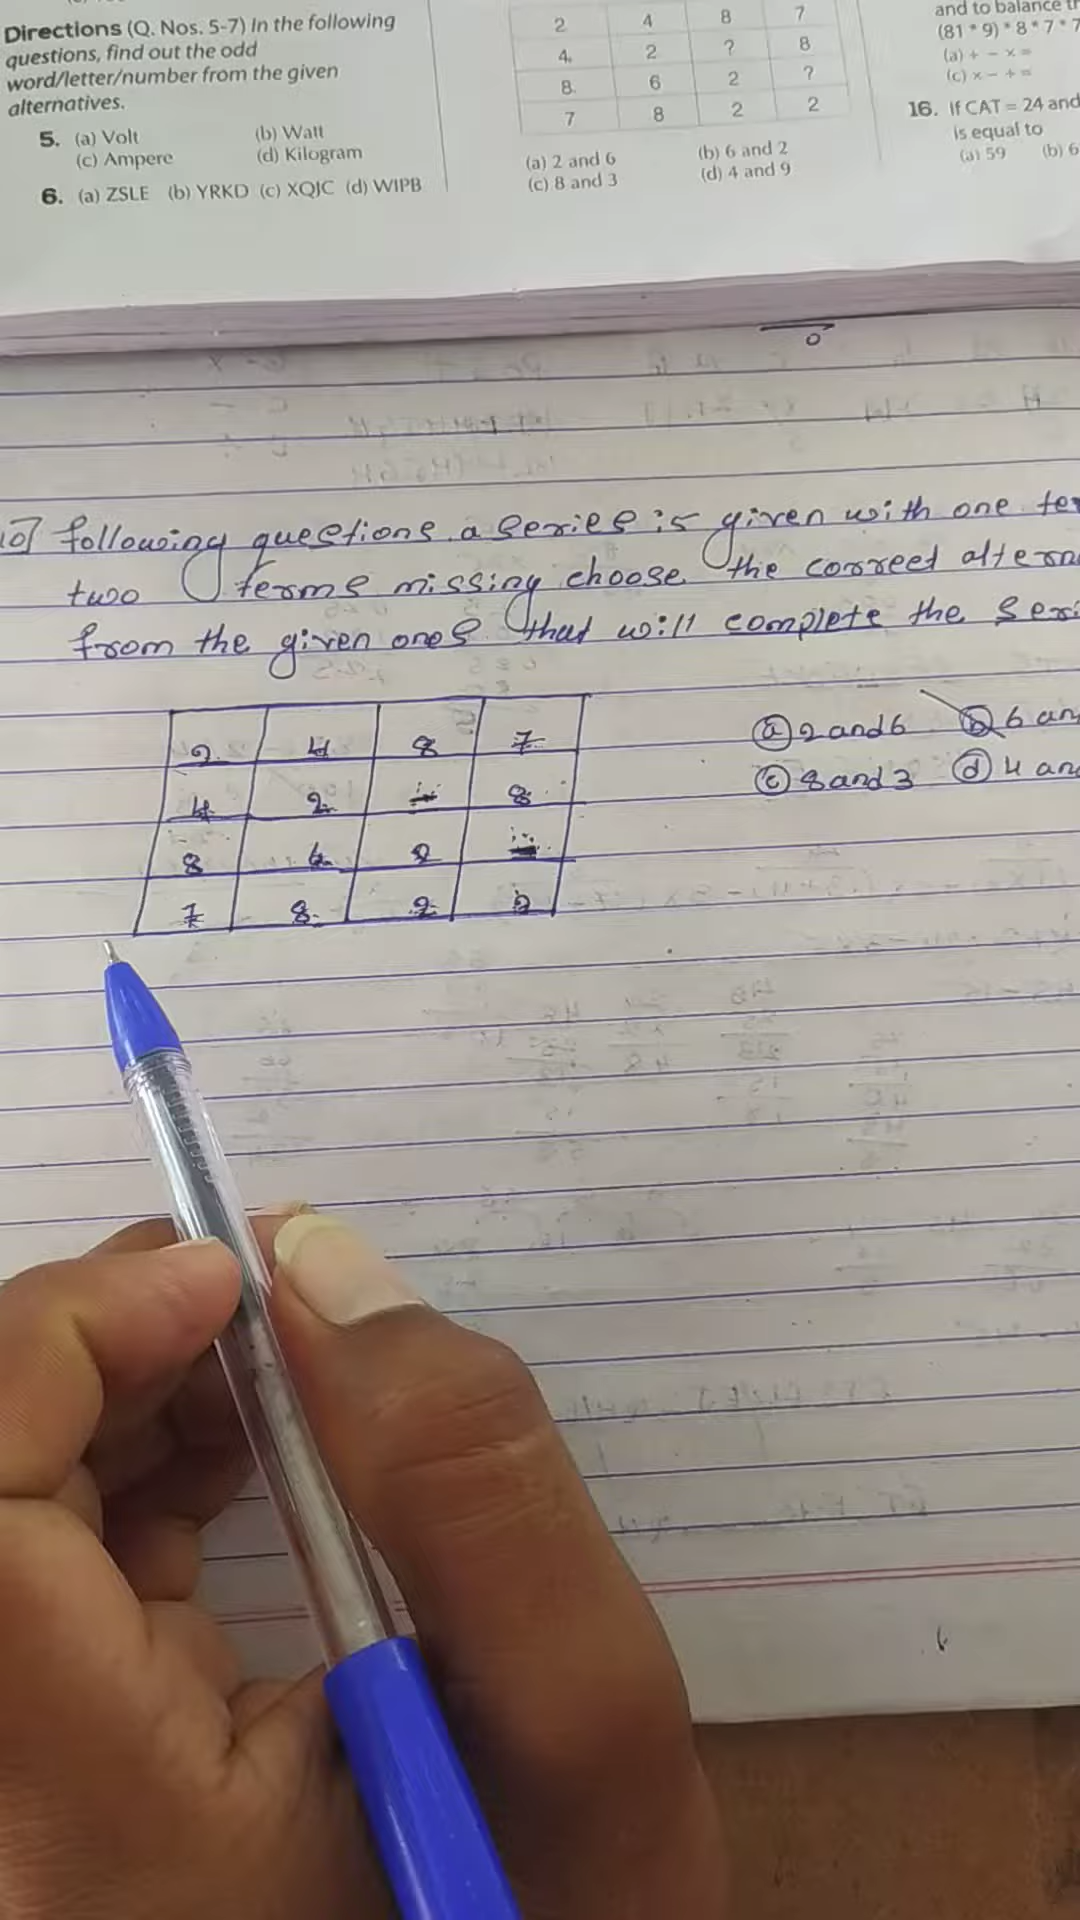 Directions (Q. Nos. 5-7) In the following
questions, find out the odd
word/letter/number from the given
alternatives.
5. (a) Volt (b) Watt
(c) Ampere (d) Kilogram
6. (a) ZSLE (b) YRKD (c) XQJC (d) WIPB
2 4 8 7
4 2 ? 8
8 6 2 ?
7 8 2 2
(a) 2 and 6 (b) 6 and 2
(c) 8 and 3 (d) 4 and 9
and to balance
(81 * 9) * 8 * 7 * 7
(a) + − × =
(c) × − ÷ =
16. If CAT = 24 and
is equal to
(a) 59 (b) 6
10] following questions a series is given with one
two terms missing choose the correct
from the given ones that will complete the
2 4 8 7
4 2 8
8 6 2
7 8 2 2
(a) 2 and 6 (b) 6
(c) 8 and 3 (d) 4